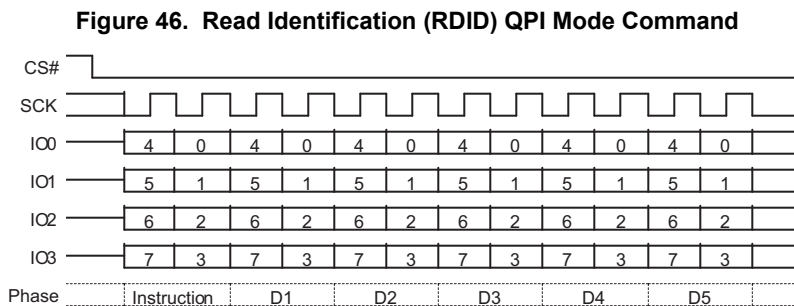 Figure 46. Read Identification (RDID) QPI Mode Command
CS#
SCK
IO0 4 0 4 0 4 0 4 0 4 0 4 0
IO1 5 1 5 1 5 1 5 1 5 1 5 1
IO2 6 2 6 2 6 2 6 2 6 2 6 2
IO3 7 3 7 3 7 3 7 3 7 3 7 3
Phase Instruction D1 D2 D3 D4 D5